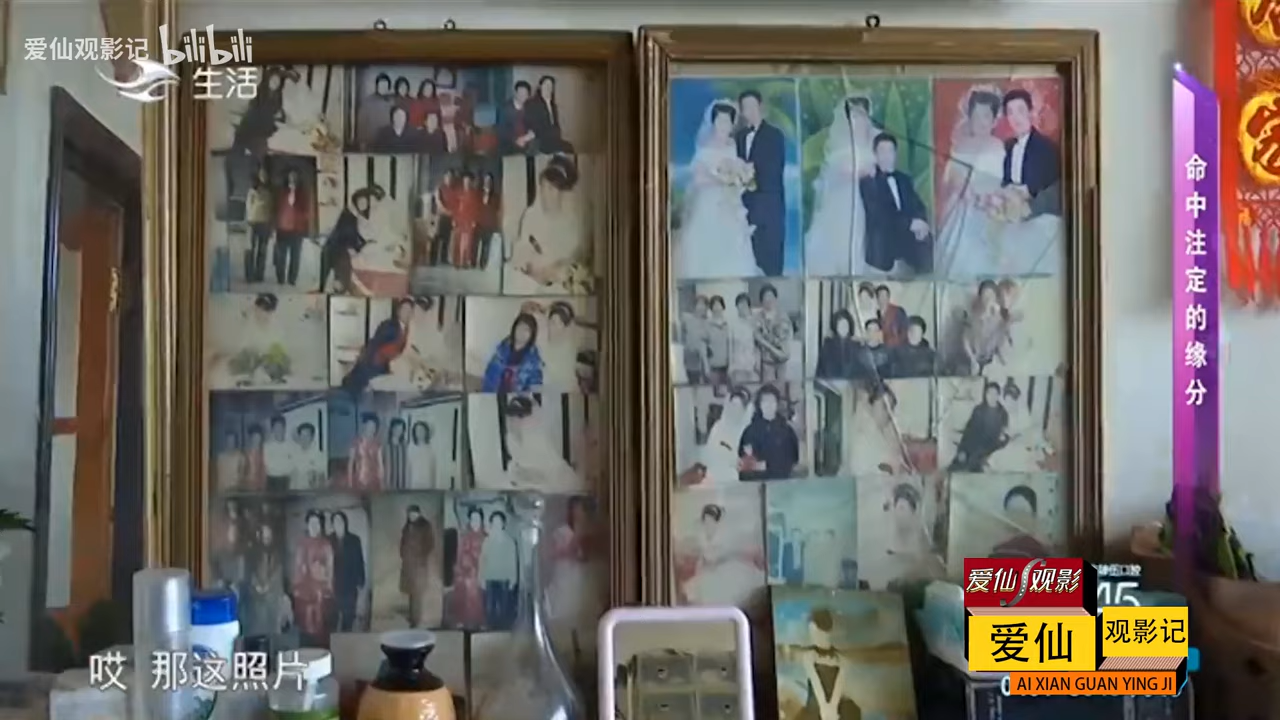 爱仙观影记 bilibili
生活
命中注定的缘分
哎 那这照片
爱仙观影
爱仙
观影记
AI XIAN GUAN YING JI